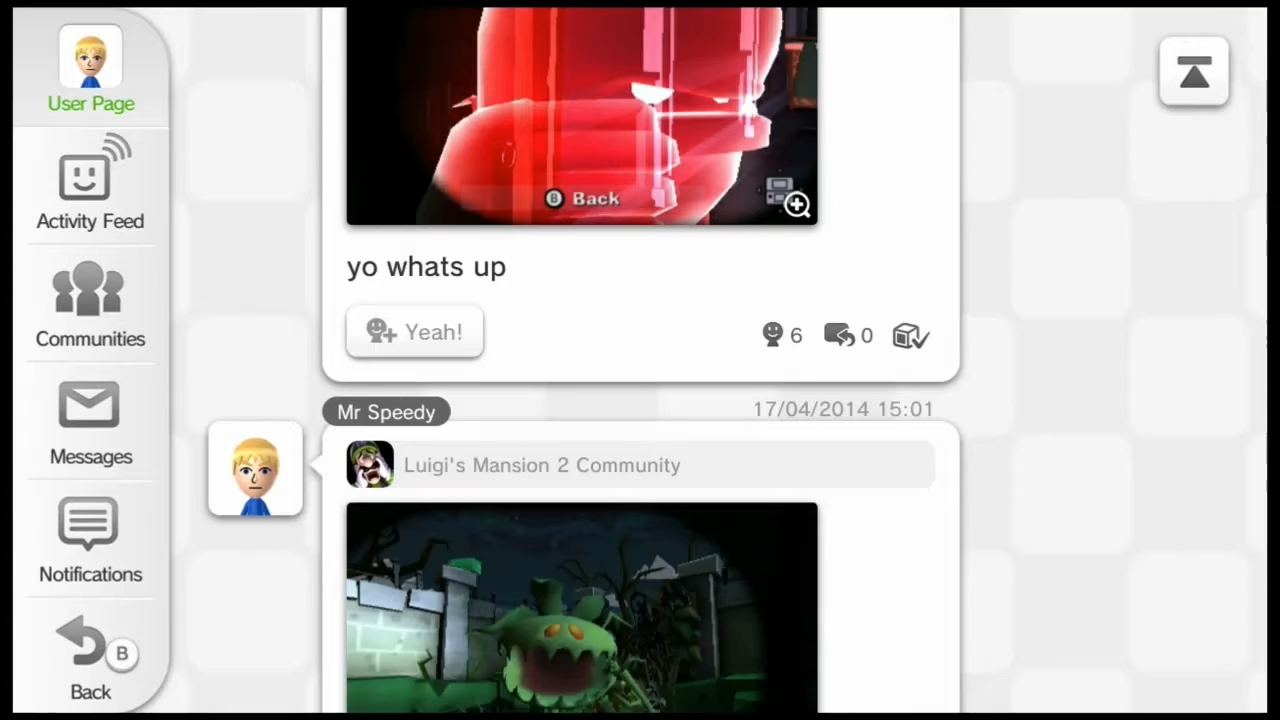 User Page
Activity Feed
Communities
Messages
Notifications
B
Back
B Back
yo whats up
Yeah!
6
0
Mr Speedy
17/04/2014 15:01
Luigi's Mansion 2 Community